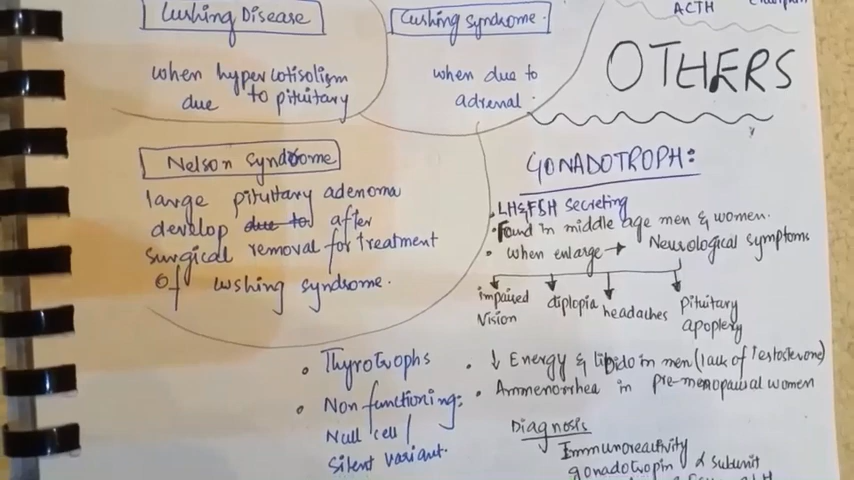 Cushing Disease
when hypercotisolism
due to pituitary
Cushing syndrome.
when due to
adrenal.
ACTH
OTHERS
Nelson Syndrome
large pituitary adenoma
develop due to after
surgical removal for treatment
of cushing syndrome.
GONADOTROPH:
LH&FSH secreting
Found in middle age men & women.
when enlarge → Neurological symptoms
impaired
Vision
diplopia
headaches
pituitary
apoplexy
• Thyrotrophs
• Non functioning:
Null cell /
silent variant.
• ↓ Energy & libido in men (lack of Testosterone)
• Ammenorrhea in pre-menopausal women
Diagnosis
Immunoreactivity
gonadotropin α subunit